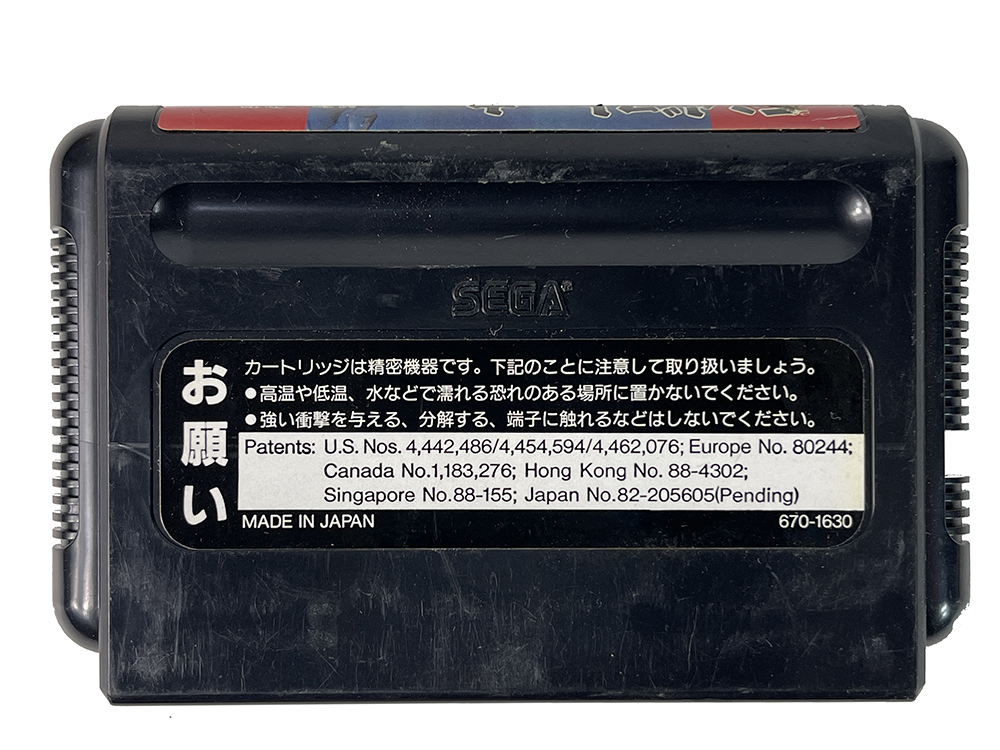 SEGA®
お願い
カートリッジは精密機器です。下記のことに注意して取り扱いましょう。
●高温や低温、水などで濡れる恐れのある場所に置かないでください。
●強い衝撃を与える、分解する、端子に触れるなどはしないでください。
Patents: U.S. Nos. 4,442,486/4,454,594/4,462,076; Europe No. 80244;
Canada No.1,183,276; Hong Kong No. 88-4302;
Singapore No.88-155; Japan No.82-205605(Pending)
MADE IN JAPAN
670-1630